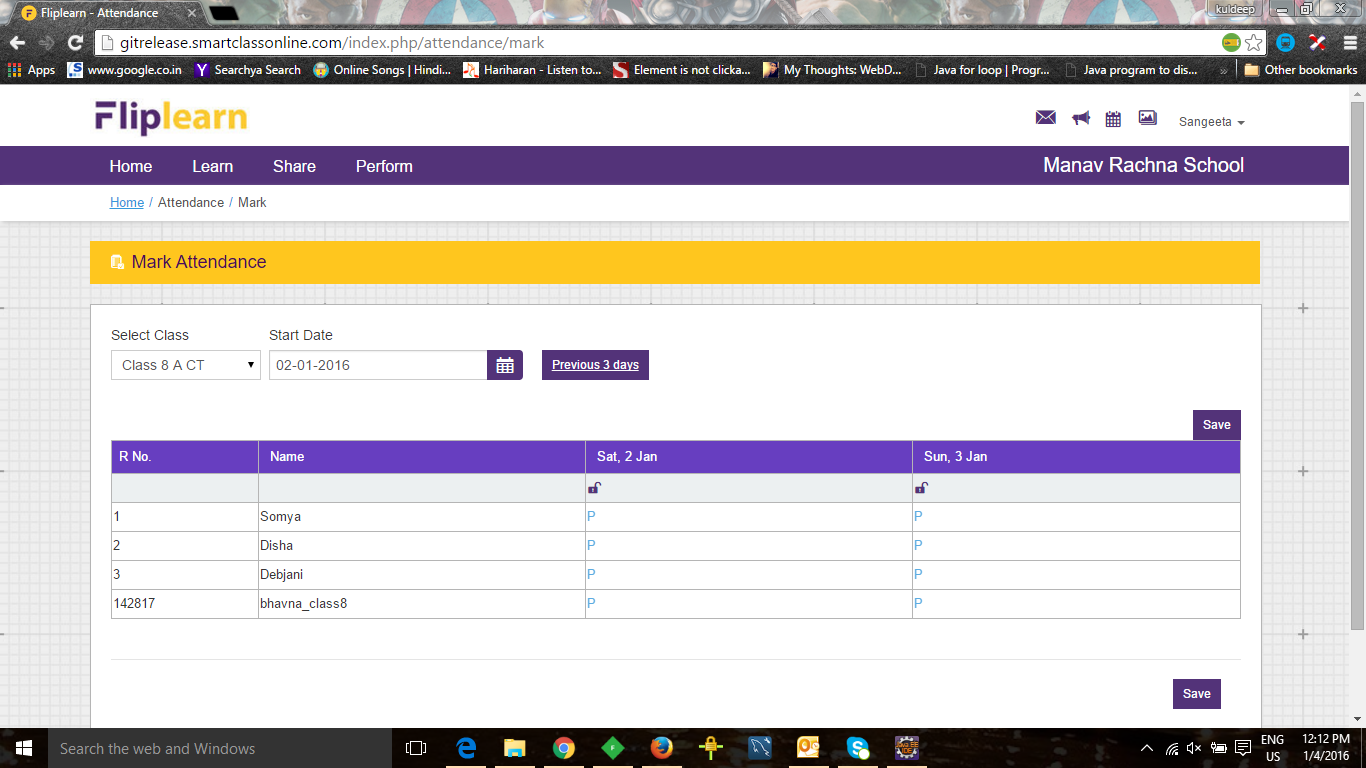 Fliplearn - Attendance
kuldeep
gitrelease.smartclassonline.com/index.php/attendance/mark
Apps www.google.co.in Searchya Search Online Songs | Hindi... Hariharan - Listen to... Element is not clicka... My Thoughts: WebD... Java for loop | Progr... Java program to dis... » Other bookmarks
Fliplearn
Sangeeta
Home Learn Share Perform Manav Rachna School
Home / Attendance / Mark
Mark Attendance
Select Class Start Date
Class 8 A CT 02-01-2016 Previous 3 days
Save
R No. Name Sat, 2 Jan Sun, 3 Jan
1 Somya P P
2 Disha P P
3 Debjani P P
142817 bhavna_class8 P P
Save
Search the web and Windows
ENG 12:12 PM
US 1/4/2016